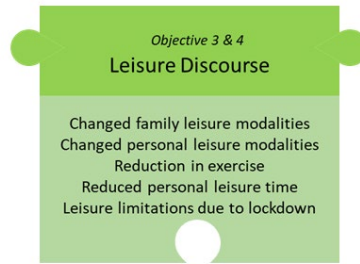 Objective 3 & 4
Leisure Discourse
Changed family leisure modalities
Changed personal leisure modalities
Reduction in exercise
Reduced personal leisure time
Leisure limitations due to lockdown